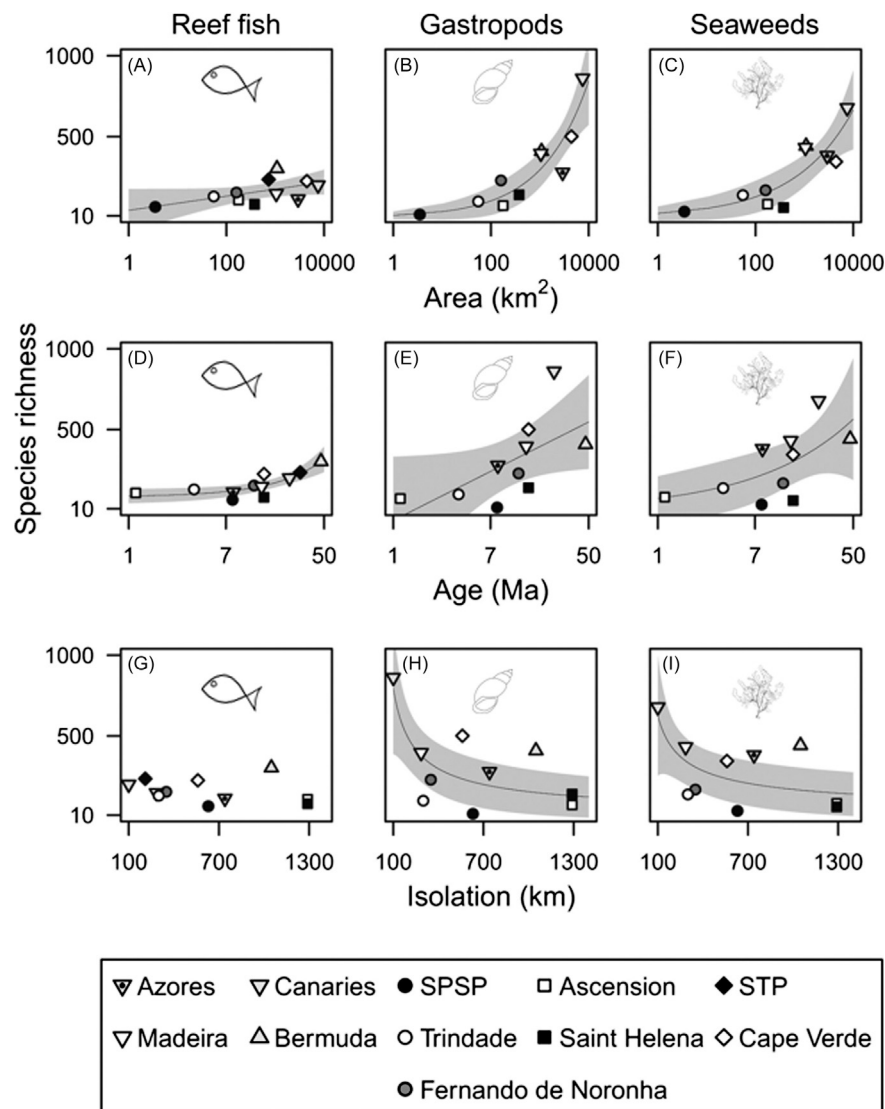 Reef fish Gastropods Seaweeds
1000 (A) (B) (C)
500
10
1 100 10000 1 100 10000 1 100 10000
Area (km²)
Species richness
1000 (D) (E) (F)
500
10
1 7 50 1 7 50 1 7 50
Age (Ma)
1000 (G) (H) (I)
500
10
100 700 1300 100 700 1300 100 700 1300
Isolation (km)
Azores Canaries SPSP Ascension STP
Madeira Bermuda Trindade Saint Helena Cape Verde
Fernando de Noronha